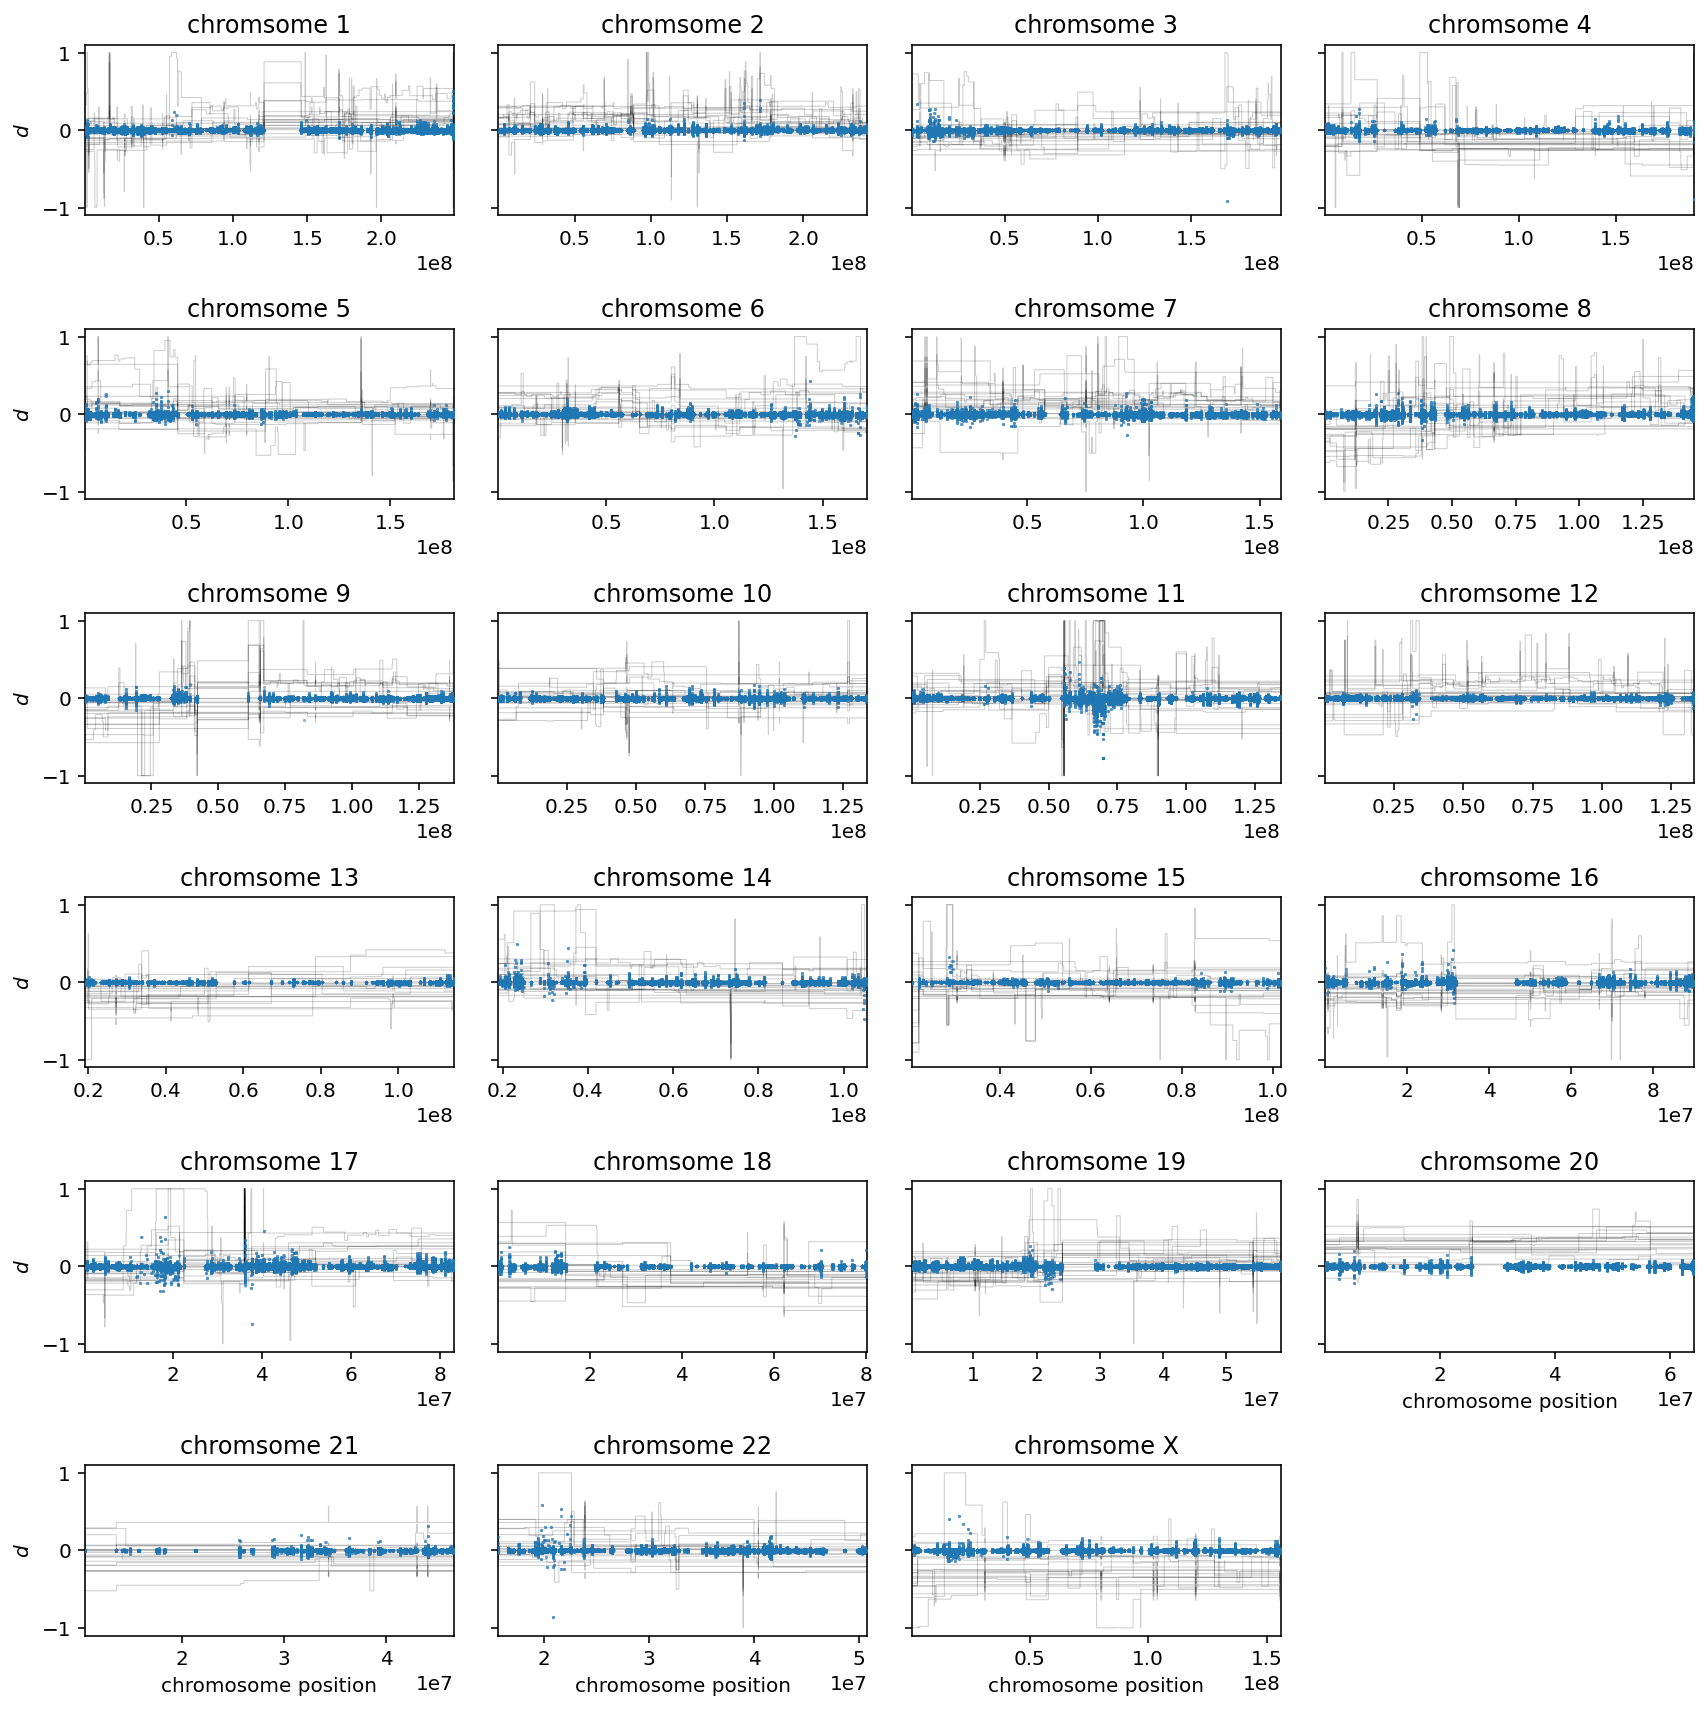 chromsome 1
chromsome 2
chromsome 3
chromsome 4
1
0
−1
d
0.5 1.0 1.5 2.0
1e8
0.5 1.0 1.5 2.0
1e8
0.5 1.0 1.5
1e8
0.5 1.0 1.5
1e8
chromsome 5
chromsome 6
chromsome 7
chromsome 8
1
0
−1
d
0.5 1.0 1.5
1e8
0.5 1.0 1.5
1e8
0.5 1.0 1.5
1e8
0.25 0.50 0.75 1.00 1.25
1e8
chromsome 9
chromsome 10
chromsome 11
chromsome 12
1
0
−1
d
0.25 0.50 0.75 1.00 1.25
1e8
0.25 0.50 0.75 1.00 1.25
1e8
0.25 0.50 0.75 1.00 1.25
1e8
0.25 0.50 0.75 1.00 1.25
1e8
chromsome 13
chromsome 14
chromsome 15
chromsome 16
1
0
−1
d
0.2 0.4 0.6 0.8 1.0
1e8
0.2 0.4 0.6 0.8 1.0
1e8
0.4 0.6 0.8 1.0
1e8
2 4 6 8
1e7
chromsome 17
chromsome 18
chromsome 19
chromsome 20
1
0
−1
d
2 4 6 8
1e7
2 4 6 8
1e7
1 2 3 4 5
1e7
2 4 6
1e7
chromosome position
chromsome 21
chromsome 22
chromsome X
1
0
−1
d
2 3 4
1e7
chromosome position
2 3 4 5
1e7
chromosome position
0.5 1.0 1.5
1e8
chromosome position